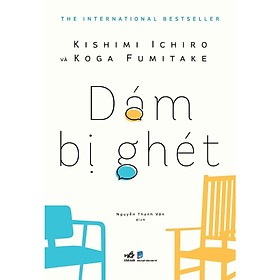 THE INTERNATIONAL BESTSELLER
KISHIMI ICHIRO
VÀ KOGA FUMITAKE
Dám
bị ghét
Nguyễn Thanh Vân
dịch